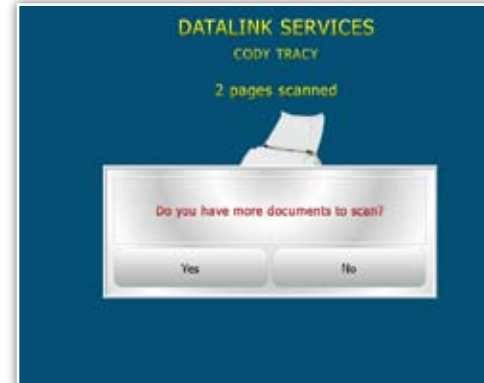 DATALINK SERVICES
CODY TRACY
2 pages scanned
Do you have more documents to scan?
Yes
No